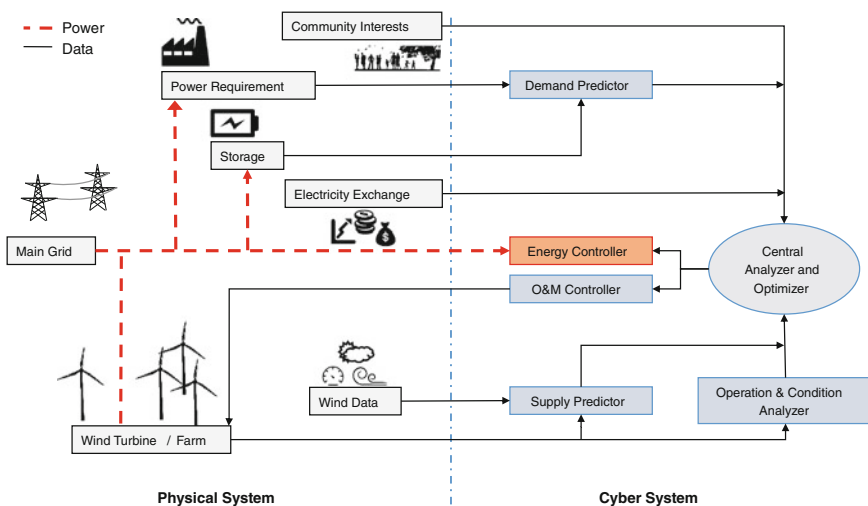 Power
Data
Community Interests
Power Requirement
Demand Predictor
Storage
Electricity Exchange
Main Grid
Energy Controller
Central
Analyzer and
Optimizer
O&M Controller
Wind Data
Supply Predictor
Operation & Condition
Analyzer
Wind Turbine / Farm
Physical System
Cyber System